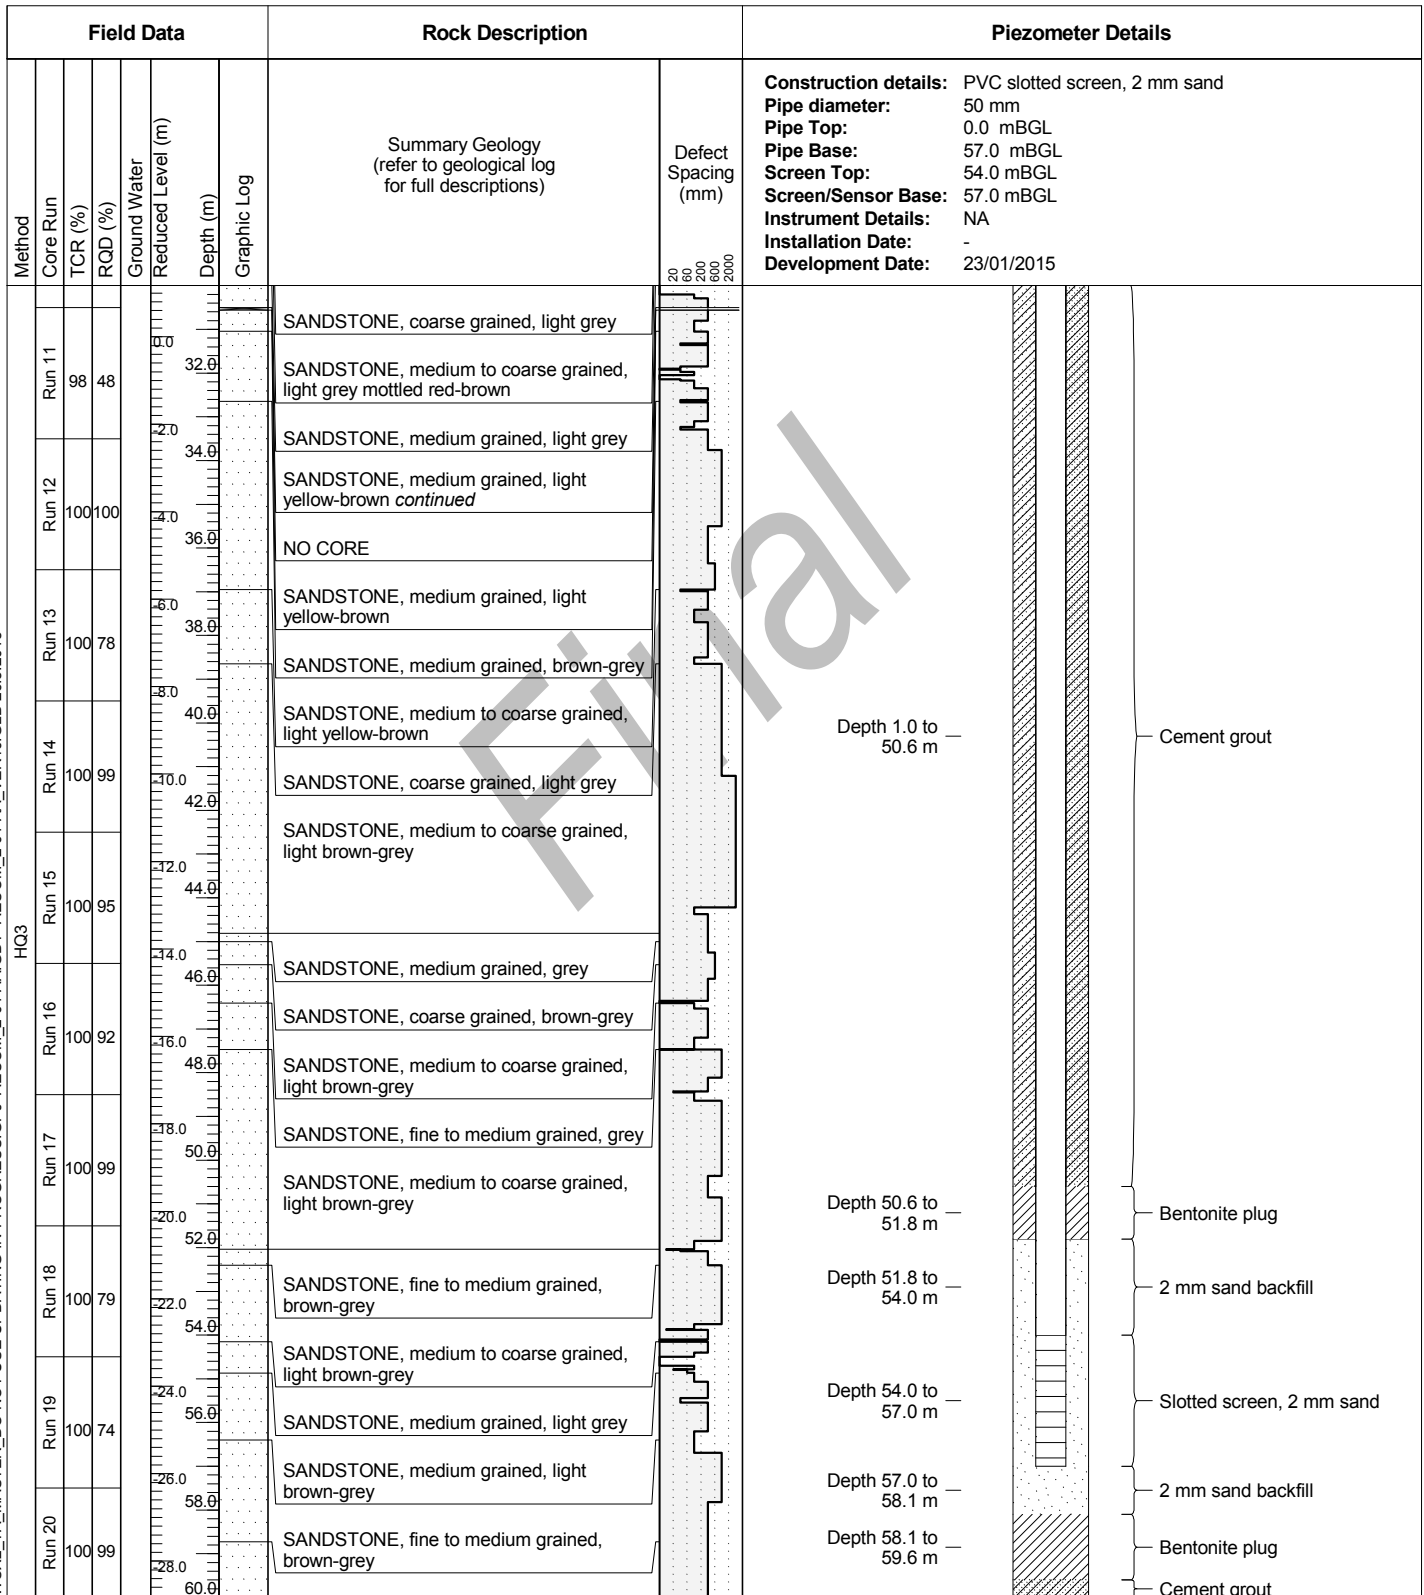 Field Data
Rock Description
Piezometer Details
Method
Core Run
TCR (%)
RQD (%)
Ground Water
Reduced Level (m)
Depth (m)
Graphic Log
Summary Geology
(refer to geological log
for full descriptions)
Defect
Spacing
(mm)
20
60
200
600
2000
Construction details: PVC slotted screen, 2 mm sand
Pipe diameter: 50 mm
Pipe Top: 0.0 mBGL
Pipe Base: 57.0 mBGL
Screen Top: 54.0 mBGL
Screen/Sensor Base: 57.0 mBGL
Instrument Details: NA
Installation Date: -
Development Date: 23/01/2015
HQ3
Run 11 98 48
Run 12 100 100
Run 13 100 78
Run 14 100 99
Run 15 100 95
Run 16 100 92
Run 17 100 99
Run 18 100 79
Run 19 100 74
Run 20 100 99
0.0
-2.0
-4.0
-6.0
-8.0
-10.0
-12.0
-14.0
-16.0
-18.0
-20.0
-22.0
-24.0
-26.0
-28.0
32.0
34.0
36.0
38.0
40.0
42.0
44.0
46.0
48.0
50.0
52.0
54.0
56.0
58.0
60.0
SANDSTONE, coarse grained, light grey
SANDSTONE, medium to coarse grained,
light grey mottled red-brown
SANDSTONE, medium grained, light grey
SANDSTONE, medium grained, light
yellow-brown continued
NO CORE
SANDSTONE, medium grained, light
yellow-brown
SANDSTONE, medium grained, brown-grey
SANDSTONE, medium to coarse grained,
light yellow-brown
SANDSTONE, coarse grained, light grey
SANDSTONE, medium to coarse grained,
light brown-grey
SANDSTONE, medium grained, grey
SANDSTONE, coarse grained, brown-grey
SANDSTONE, medium to coarse grained,
light brown-grey
SANDSTONE, fine to medium grained, grey
SANDSTONE, medium to coarse grained,
light brown-grey
SANDSTONE, fine to medium grained,
brown-grey
SANDSTONE, medium to coarse grained,
light brown-grey
SANDSTONE, medium grained, light grey
SANDSTONE, medium grained, light
brown-grey
SANDSTONE, fine to medium grained,
brown-grey
Final
Depth 1.0 to
50.6 m
Cement grout
Depth 50.6 to
51.8 m
Bentonite plug
Depth 51.8 to
54.0 m
2 mm sand backfill
Depth 54.0 to
57.0 m
Slotted screen, 2 mm sand
Depth 57.0 to
58.1 m
2 mm sand backfill
Depth 58.1 to
59.6 m
Bentonite plug
Cement grout